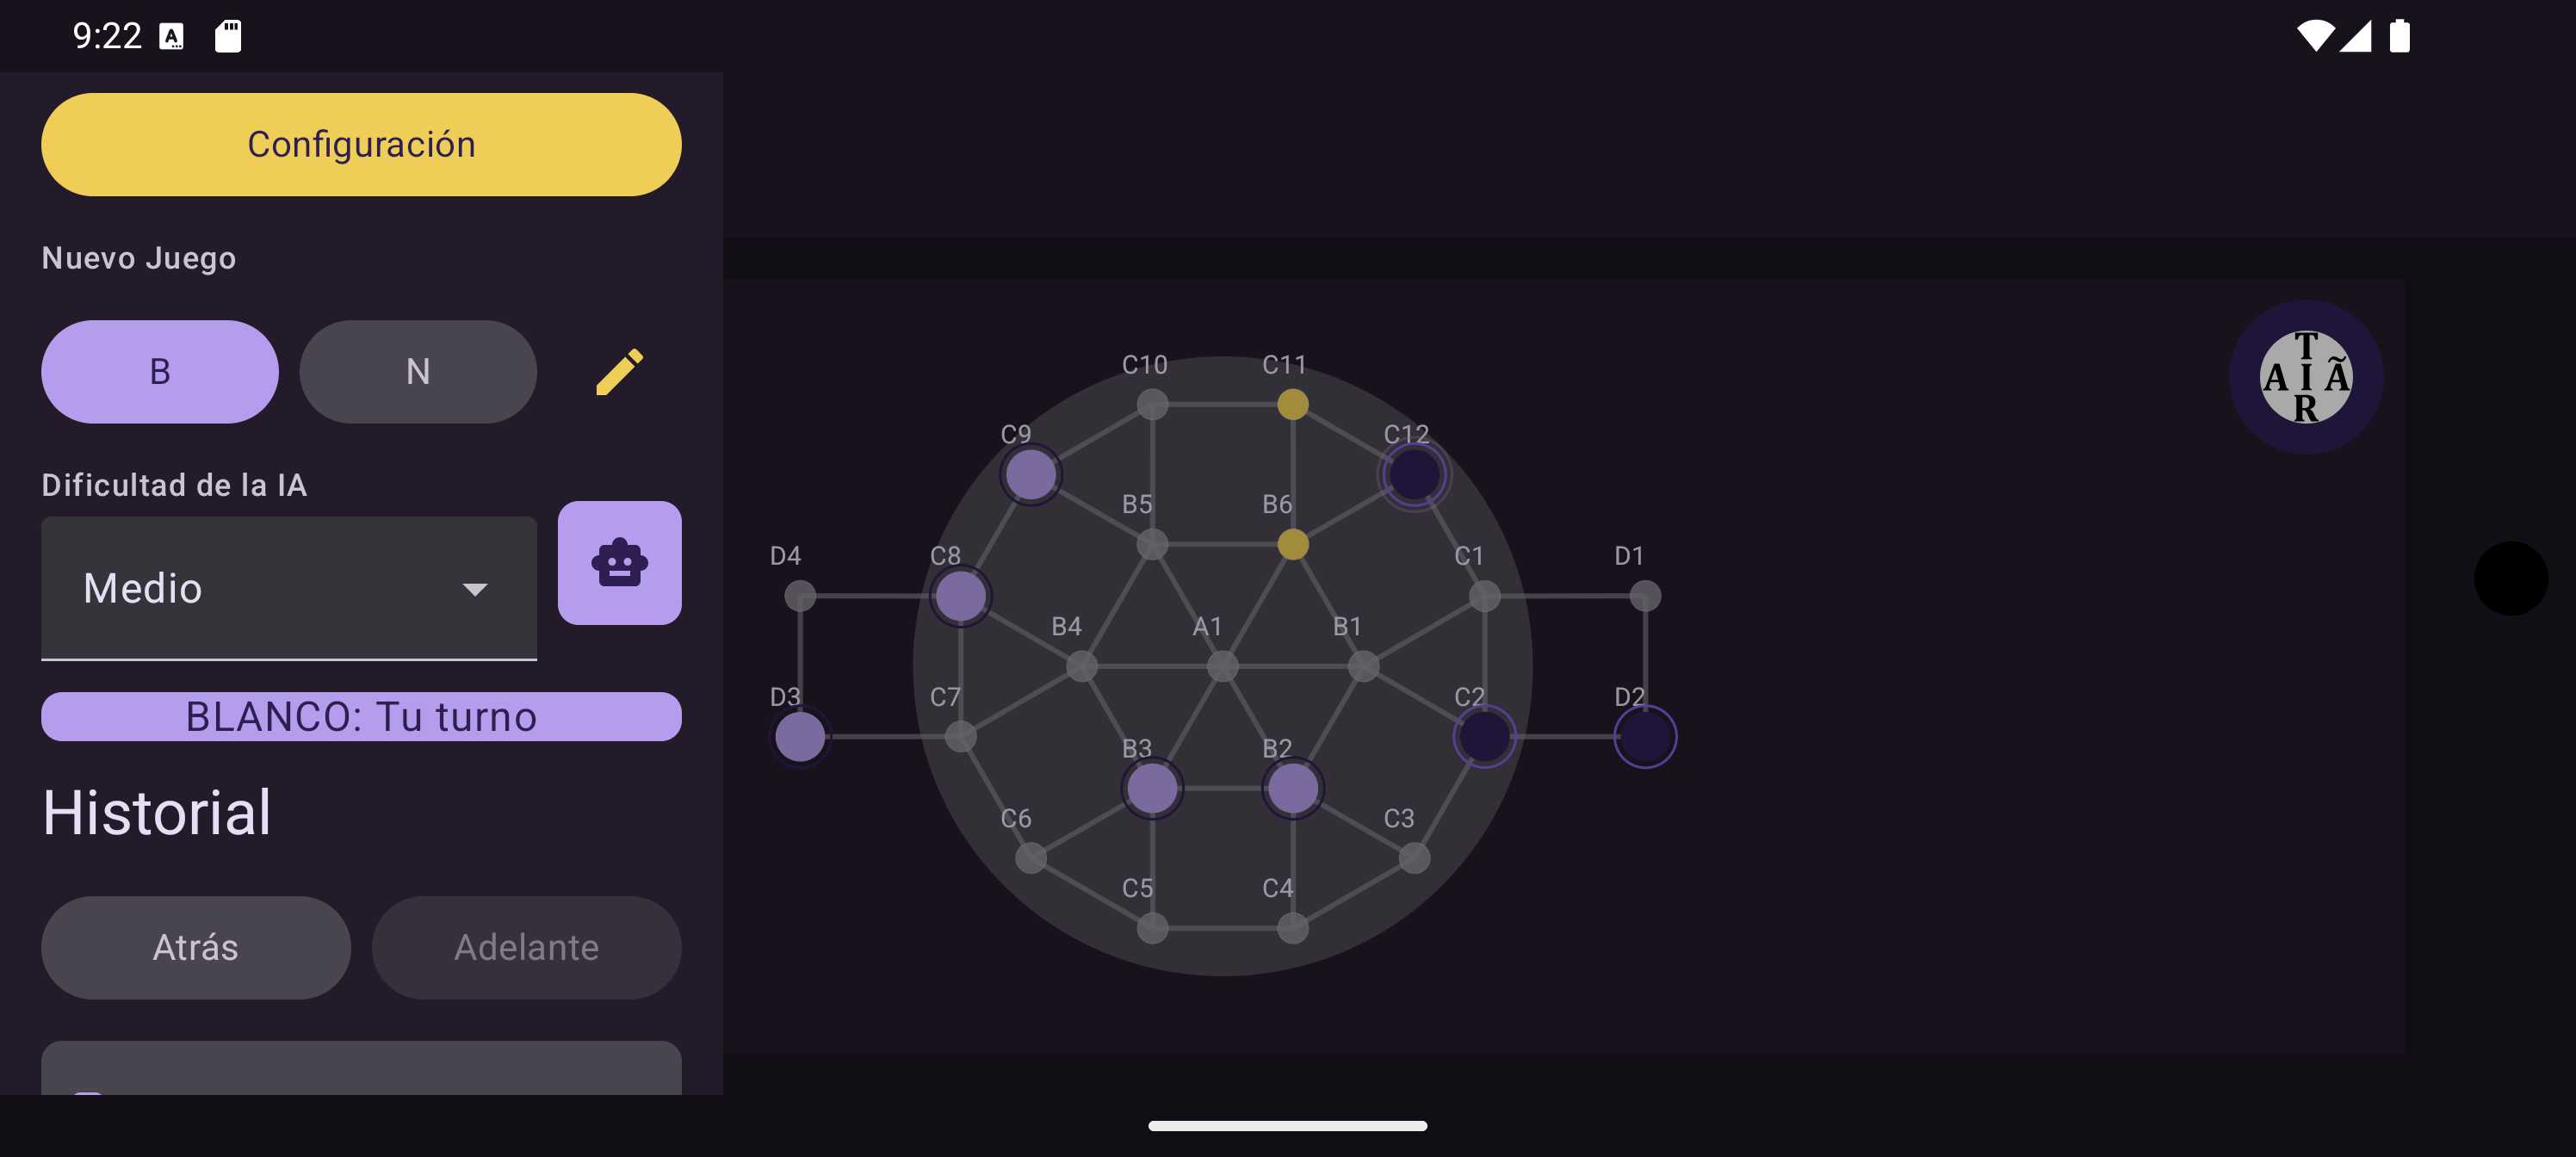 9:22
Configuración
Nuevo Juego
B N
Dificultad de la IA
Medio
BLANCO: Tu turno
Historial
Atrás Adelante
C10 C11
C9 C12
B5 B6
D4 C8 C1 D1
B4 A1 B1
D3 C7 C2 D2
B3 B2
C6 C3
C5 C4
T
A I Ã
R